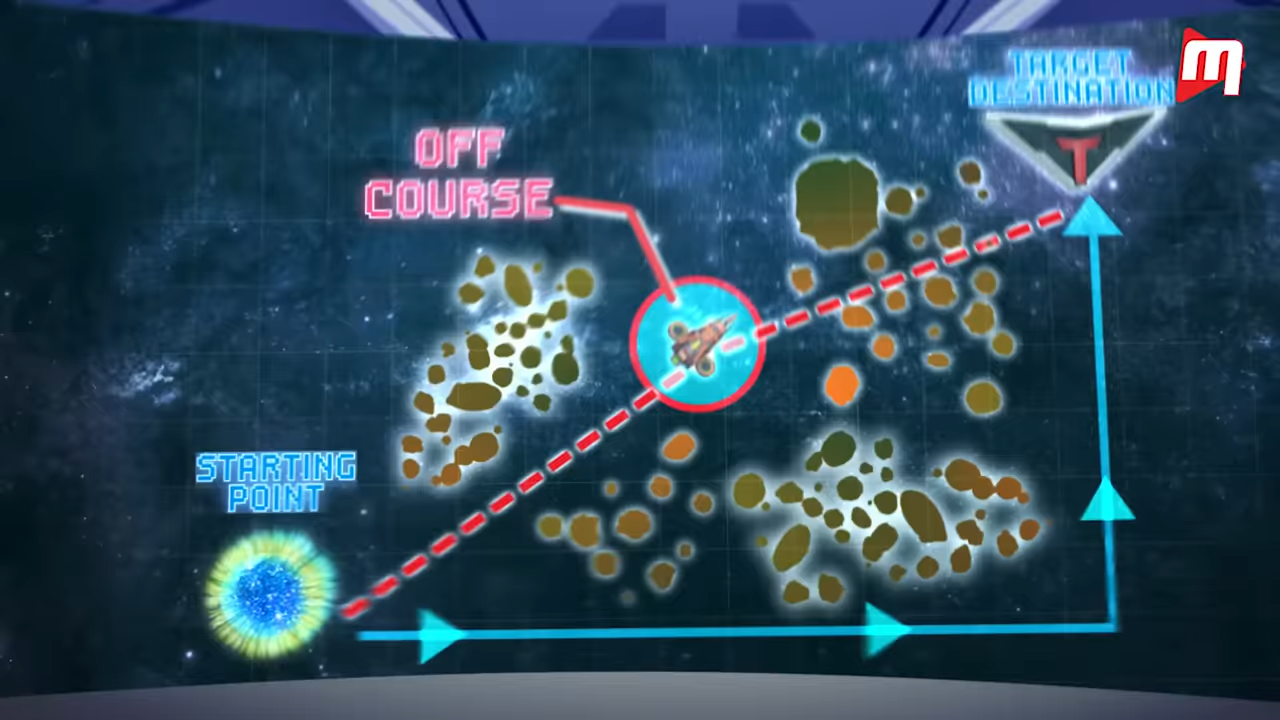 TARGET
DESTINATION
M
T
OFF
COURSE
STARTING
POINT